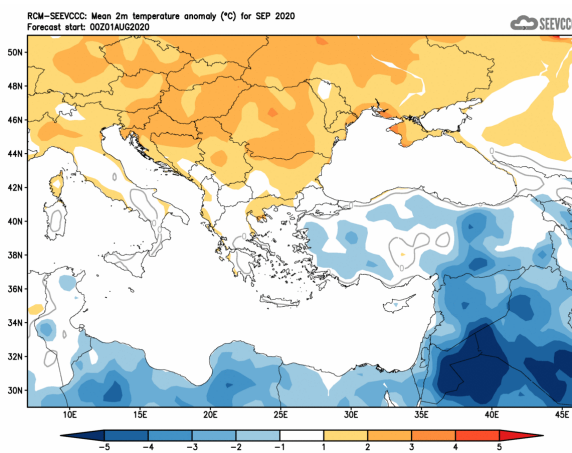 RCM-SEEVCCC: Mean 2m temperature anomaly (°C) for SEP 2020
Forecast start: 00Z01AUG2020
SEEVCC
50N
48N
46N
44N
42N
40N
38N
36N
34N
32N
30N
10E 15E 20E 25E 30E 35E 40E 45E
-5 -4 -3 -2 -1 1 2 3 4 5